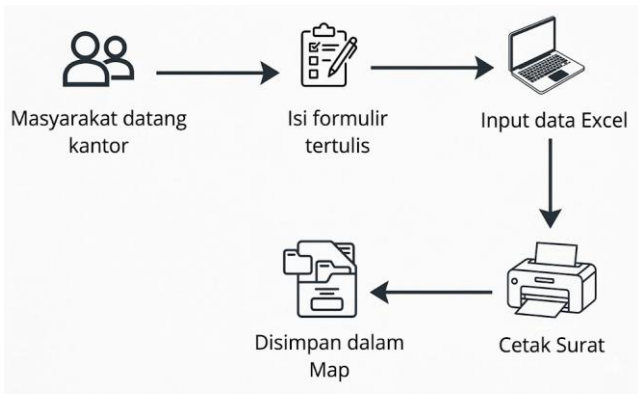 Masyarakat datang
kantor
Isi formulir
tertulis
Input data Excel
Cetak Surat
Disimpan dalam
Map